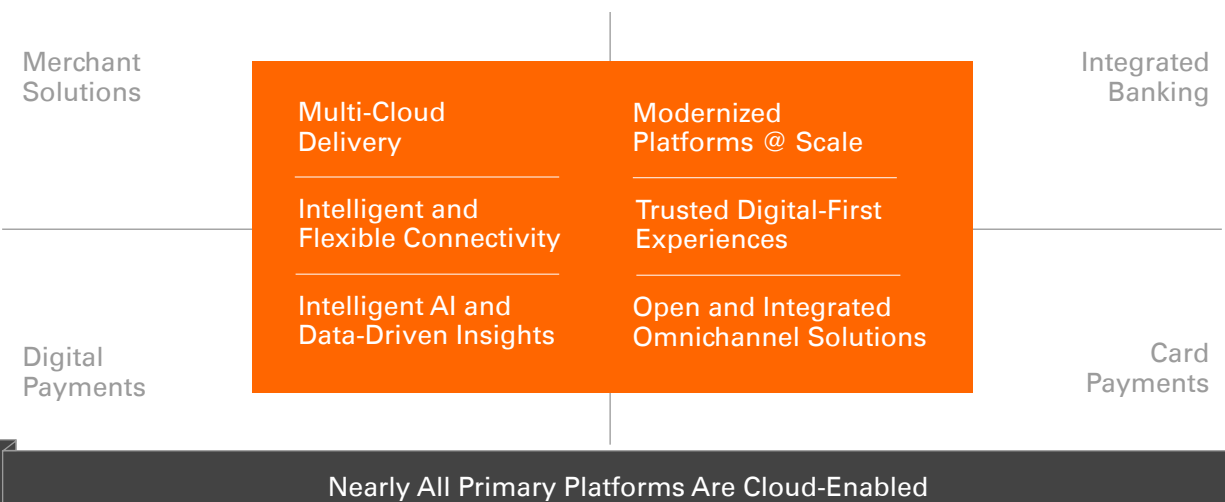 Merchant
Solutions
Integrated
Banking
Multi-Cloud
Delivery
Modernized
Platforms @ Scale
Intelligent and
Flexible Connectivity
Trusted Digital-First
Experiences
Intelligent AI and
Data-Driven Insights
Open and Integrated
Omnichannel Solutions
Digital
Payments
Card
Payments
Nearly All Primary Platforms Are Cloud-Enabled